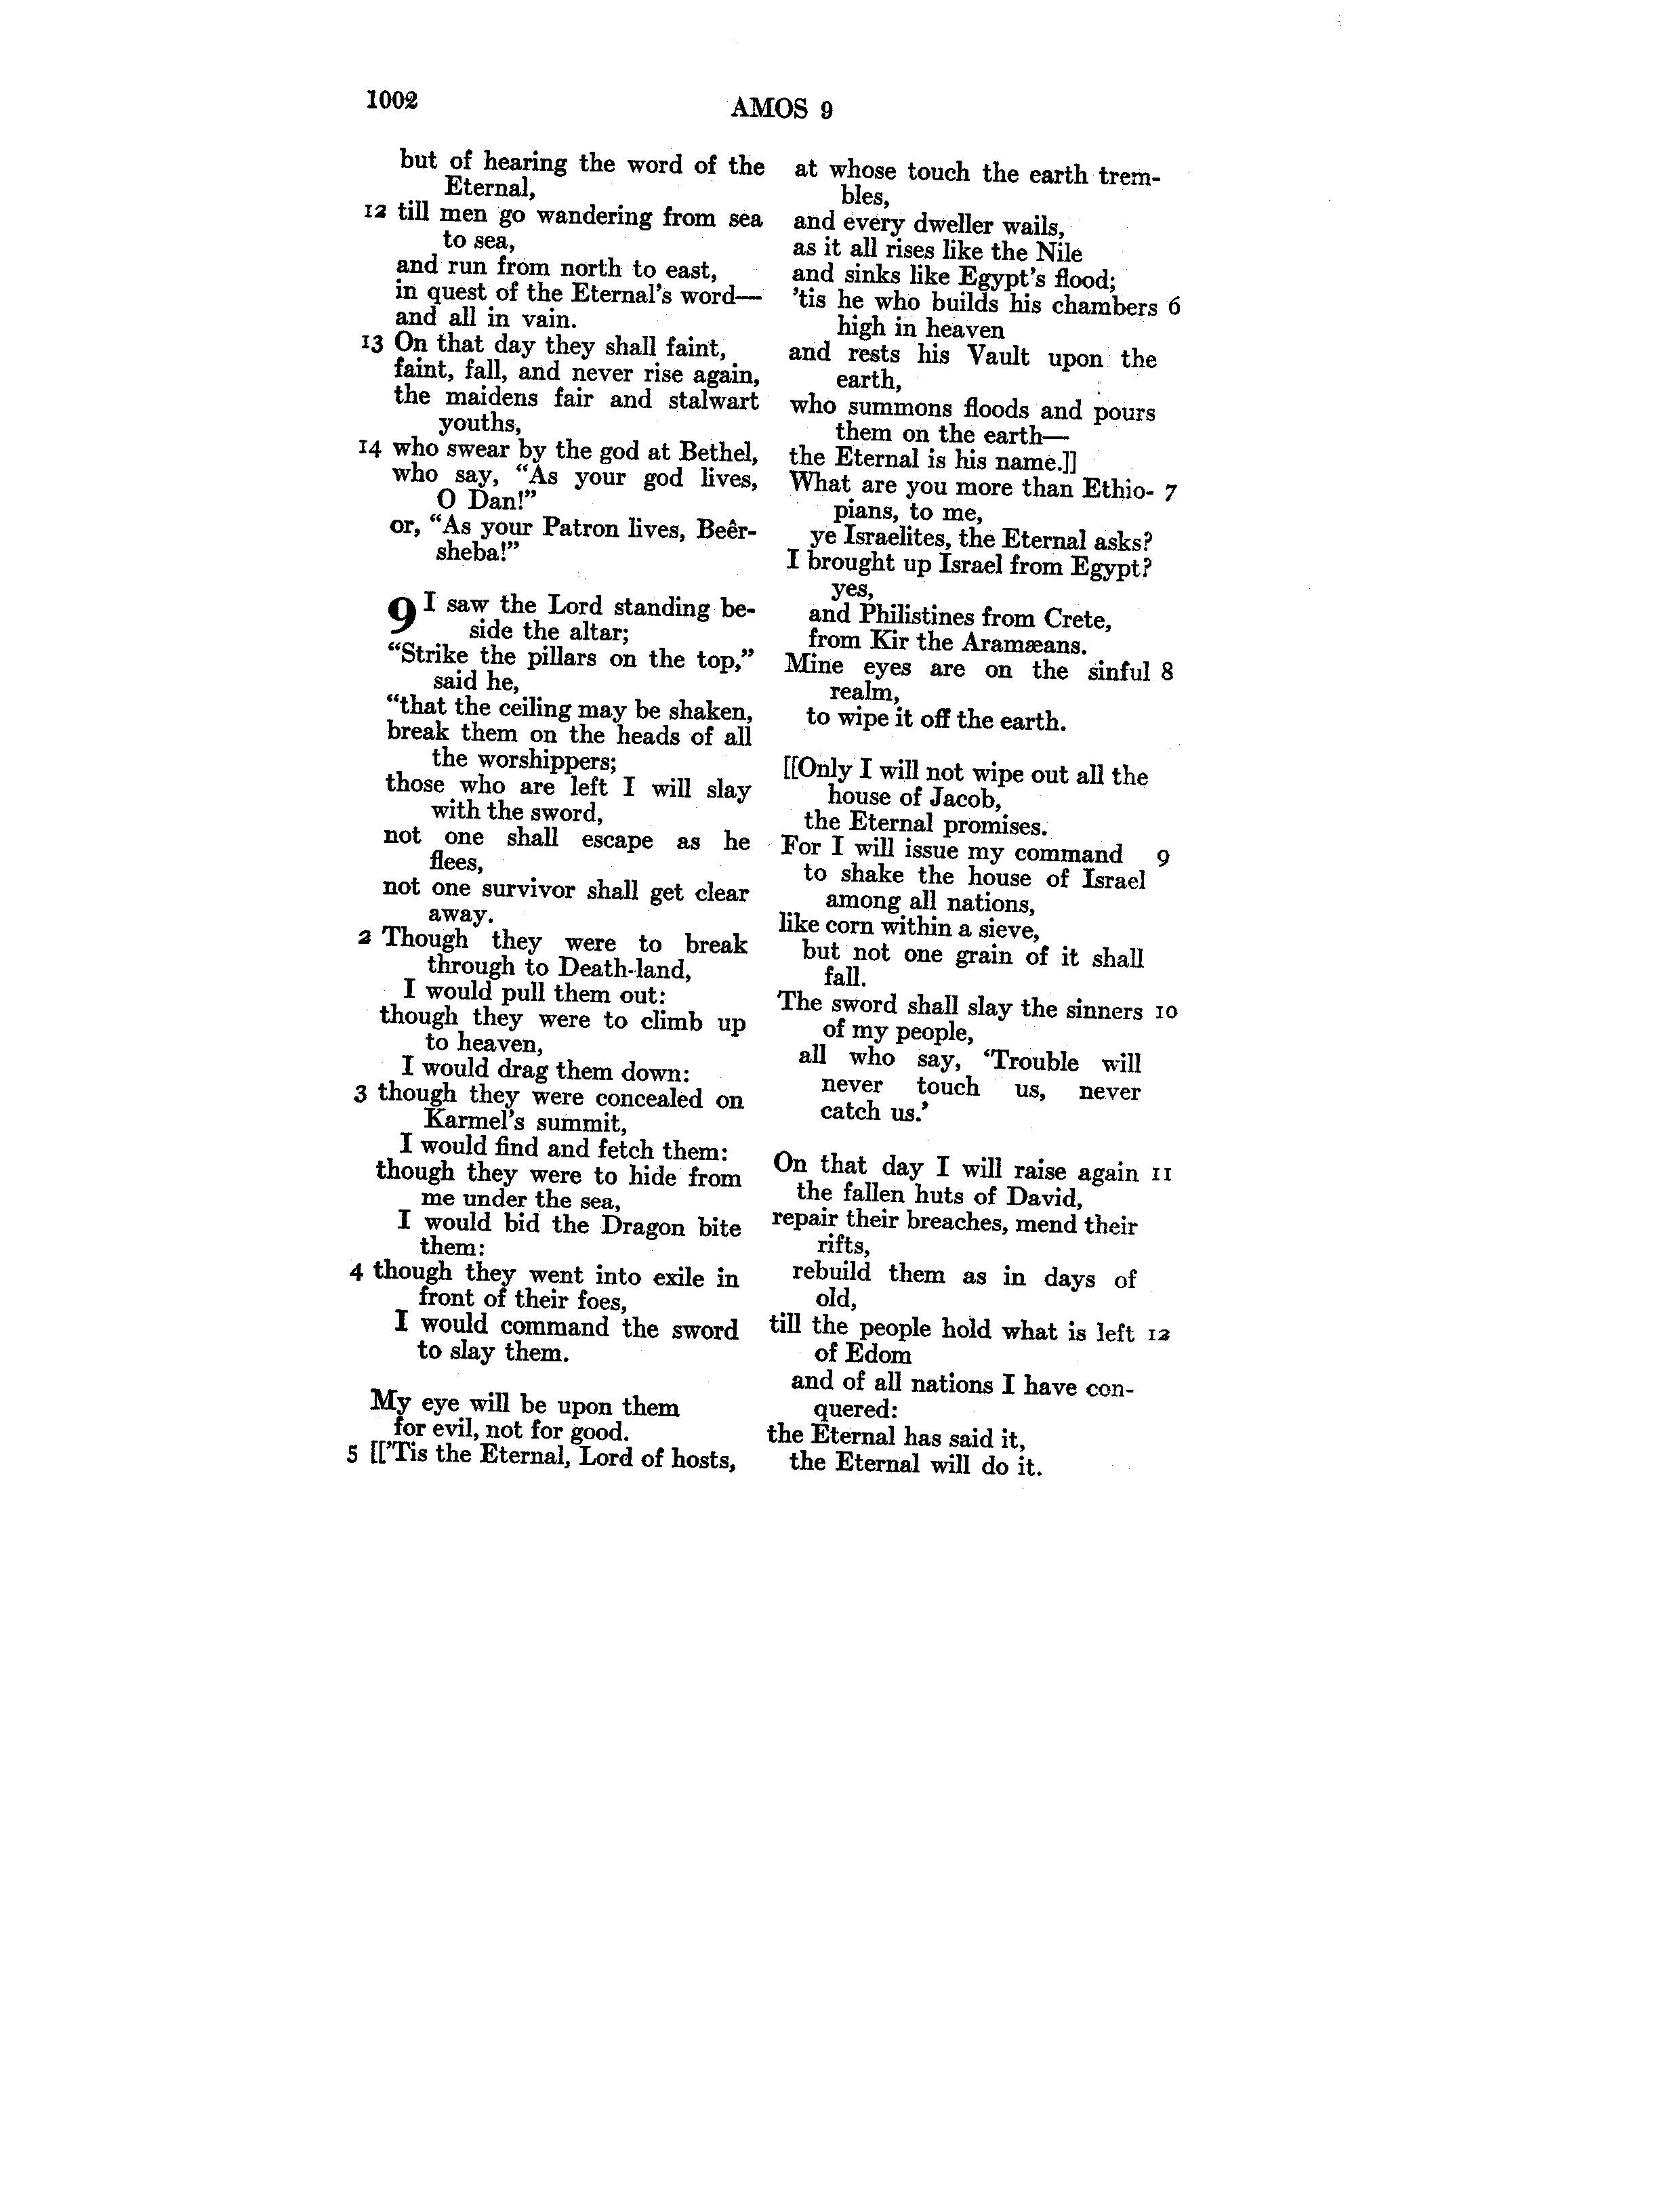 1002
AMOS 9
but of hearing the word of the
Eternal,
12 till men go wandering from sea
to sea,
and run from north to east,
in quest of the Eternal's word—
and all in vain.
13 On that day they shall faint,
faint, fall, and never rise again,
the maidens fair and stalwart
youths,
14 who swear by the god at Bethel,
who say, “As your god lives,
O Dan!”
or, “As your Patron lives, Beêr-
sheba!”
9 I saw the Lord standing be-
side the altar;
“Strike the pillars on the top,”
said he,
“that the ceiling may be shaken,
break them on the heads of all
the worshippers;
those who are left I will slay
with the sword,
not one shall escape as he
flees,
not one survivor shall get clear
away.
2 Though they were to break
through to Death-land,
I would pull them out:
though they were to climb up
to heaven,
I would drag them down:
3 though they were concealed on
Karmel's summit,
I would find and fetch them:
though they were to hide from
me under the sea,
I would bid the Dragon bite
them:
4 though they went into exile in
front of their foes,
I would command the sword
to slay them.
My eye will be upon them
for evil, not for good.
5 [['Tis the Eternal, Lord of hosts,
at whose touch the earth trem-
bles,
and every dweller wails,
as it all rises like the Nile
and sinks like Egypt's flood;
'tis he who builds his chambers 6
high in heaven
and rests his Vault upon the
earth,
who summons floods and pours
them on the earth—
the Eternal is his name.]]
What are you more than Ethio- 7
pians, to me,
ye Israelites, the Eternal asks?
I brought up Israel from Egypt?
yes,
and Philistines from Crete,
from Kir the Aramæans.
Mine eyes are on the sinful 8
realm,
to wipe it off the earth.
[[Only I will not wipe out all the
house of Jacob,
the Eternal promises.
For I will issue my command 9
to shake the house of Israel
among all nations,
like corn within a sieve,
but not one grain of it shall
fall.
The sword shall slay the sinners 10
of my people,
all who say, ‘Trouble will
never touch us, never
catch us.’
On that day I will raise again 11
the fallen huts of David,
repair their breaches, mend their
rifts,
rebuild them as in days of
old,
till the people hold what is left 12
of Edom
and of all nations I have con-
quered:
the Eternal has said it,
the Eternal will do it.